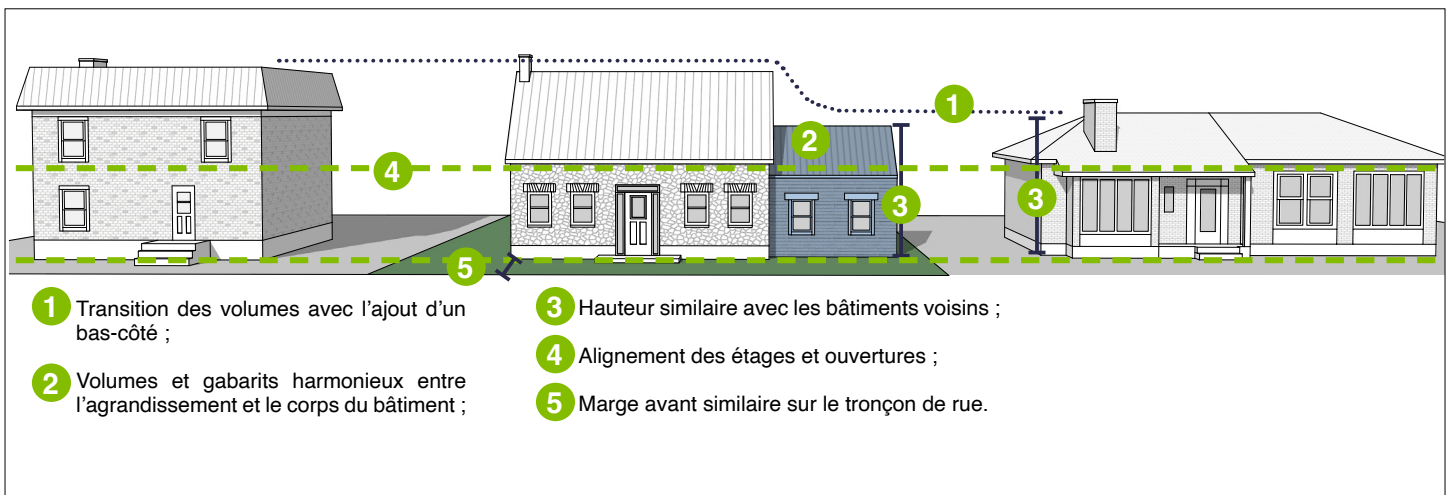 1
2
4
3
3
5
1 Transition des volumes avec l'ajout d'un
bas-côté ;
2 Volumes et gabarits harmonieux entre
l'agrandissement et le corps du bâtiment ;
3 Hauteur similaire avec les bâtiments voisins ;
4 Alignement des étages et ouvertures ;
5 Marge avant similaire sur le tronçon de rue.